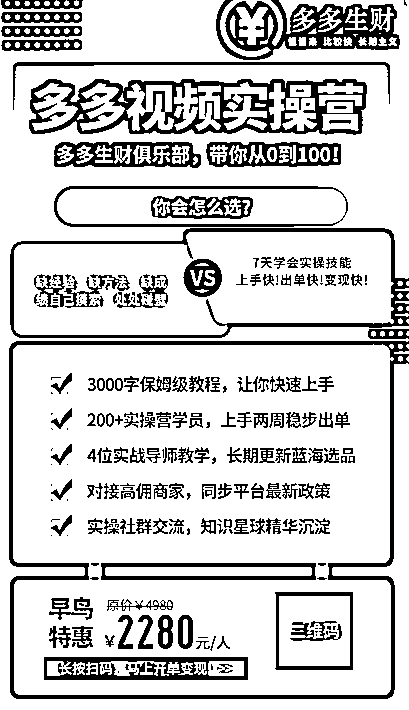 多多生财
多多视频实操营
多多生财俱乐部，带你从0到100！
你会怎么选?
缺经验 缺方法 缺成
绩自己摸索 处处碰壁
VS
7天学会实操技能
上手快!出单快!变现快!
3000字保姆级教程，让你快速上手
200+实操营学员，上手两周稳步出单
4位实战导师教学，长期更新蓝海选品
对接高佣商家，同步平台最新政策
实操社群交流，知识星球精华沉淀
早鸟
特惠
原价￥4980
￥2280元/人
三维码
长按扫码，马上开单变现